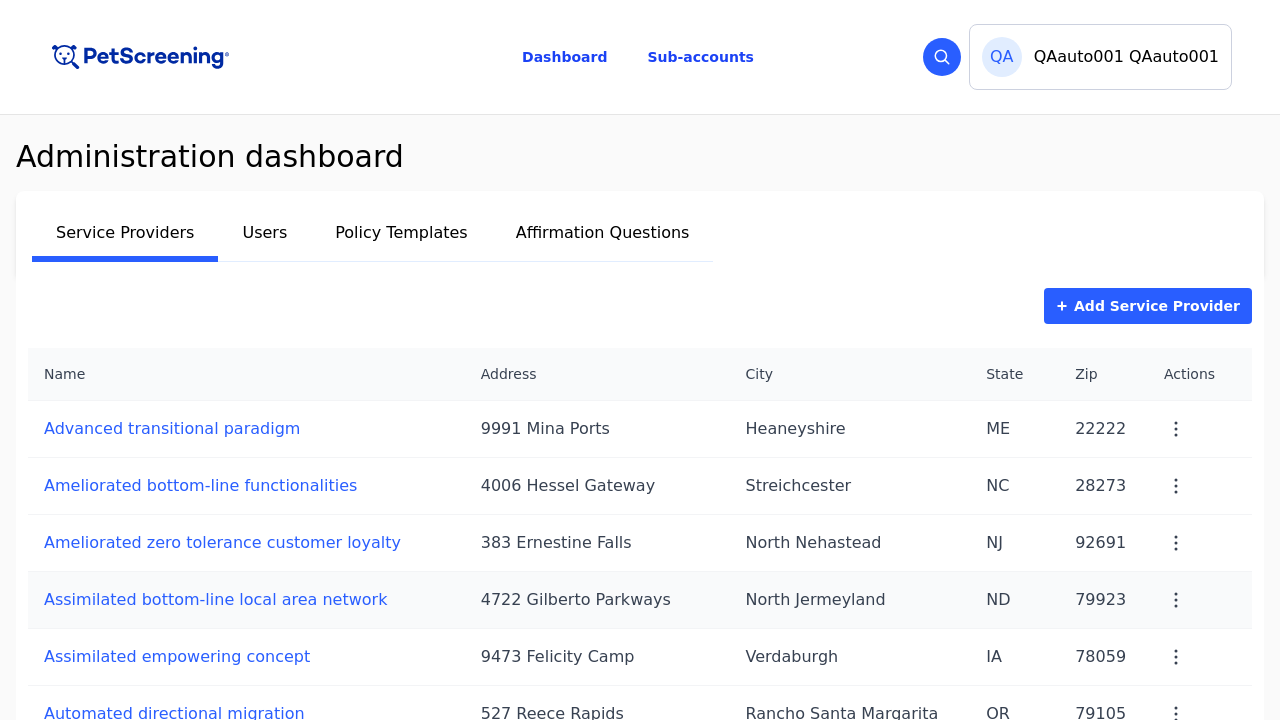 PetScreening®
Dashboard
Sub-accounts
QA
QAauto001 QAauto001
Administration dashboard
Service Providers
Users
Policy Templates
Affirmation Questions
+ Add Service Provider
Name Address City State Zip Actions
Advanced transitional paradigm 9991 Mina Ports Heaneyshire ME 22222
Ameliorated bottom-line functionalities 4006 Hessel Gateway Streichcester NC 28273
Ameliorated zero tolerance customer loyalty 383 Ernestine Falls North Nehastead NJ 92691
Assimilated bottom-line local area network 4722 Gilberto Parkways North Jermeyland ND 79923
Assimilated empowering concept 9473 Felicity Camp Verdaburgh IA 78059
Automated directional migration 527 Reece Rapids Rancho Santa Margarita OR 79105